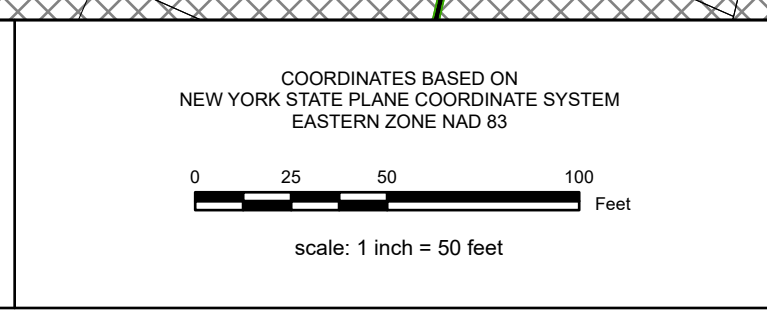 COORDINATES BASED ON
NEW YORK STATE PLANE COORDINATE SYSTEM
EASTERN ZONE NAD 83
0 25 50 100
Feet
scale: 1 inch = 50 feet